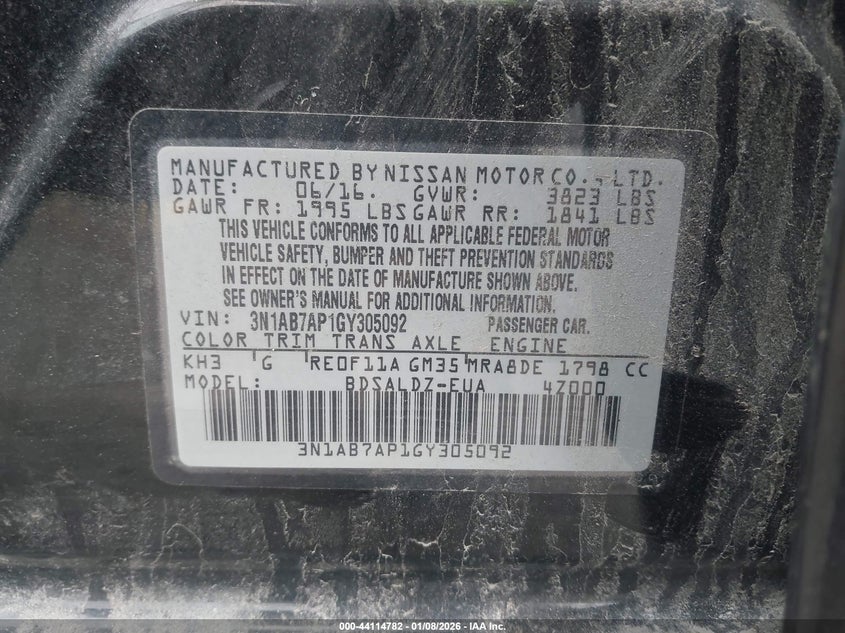 MANUFACTURED BY NISSAN MOTOR CO., LTD.
DATE: 06/16. GVWR: 3823 LBS
GAWR FR: 1995 LBS GAWR RR: 1841 LBS
THIS VEHICLE CONFORMS TO ALL APPLICABLE FEDERAL MOTOR
VEHICLE SAFETY, BUMPER AND THEFT PREVENTION STANDARDS
IN EFFECT ON THE DATE OF MANUFACTURE SHOWN ABOVE.
SEE OWNER'S MANUAL FOR ADDITIONAL INFORMATION.
VIN: 3N1AB7AP1GY305092 PASSENGER CAR.
COLOR TRIM TRANS AXLE ENGINE
KH3 G RE0F11A GM35 MRA8DE 1798 CC
MODEL: BDSALDZ-EUA 4Z000
3N1AB7AP1GY305092
000-44114782 - 01/08/2026 - IAA Inc.